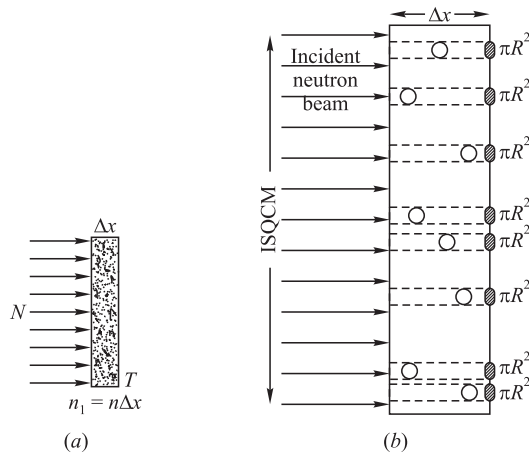 Δx
πR²
Incident
neutron
beam
πR²
πR²
ISQCM
πR²
πR²
πR²
πR²
πR²
Δx
N
T
n₁ = nΔx
(a)
(b)